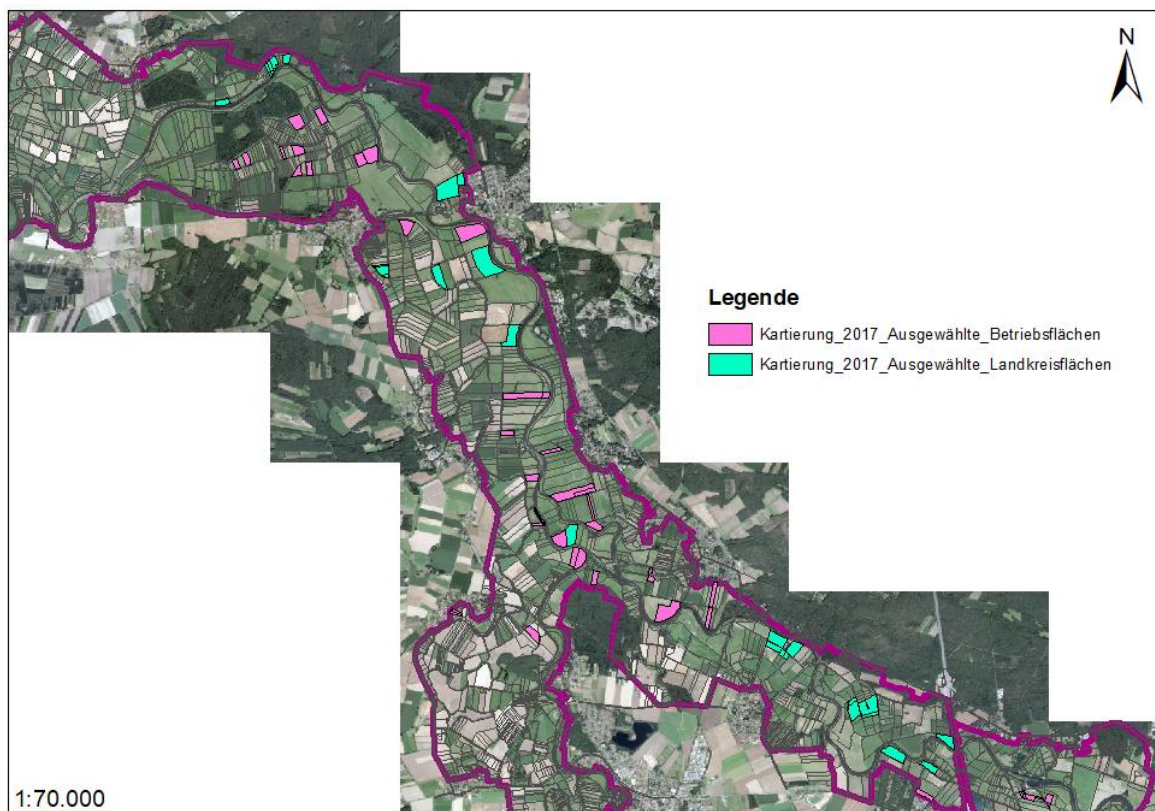 N
Legende
Kartierung_2017_Ausgewählte_Betriebsflächen
Kartierung_2017_Ausgewählte_Landkreisflächen
1:70.000